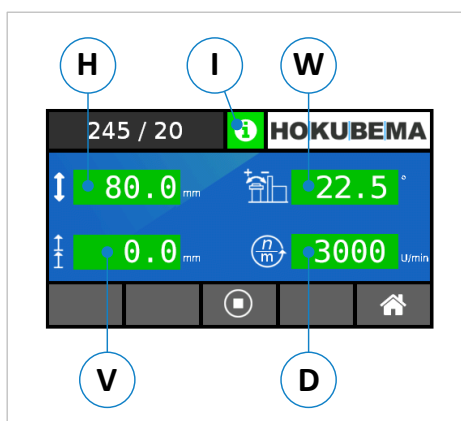 H I W
245 / 20 i HOKUBEMA
80.0 mm 22.5 °
0.0 mm n/m 3000 U/min
V D